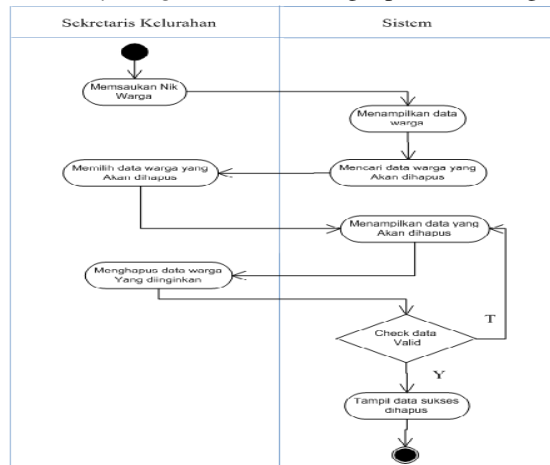 Sekretaris Kelurahan
Sistem
Memsaukan Nik
Warga
Menampilkan data
warga
Memilih data warga yang
Akan dihapus
Mencari data warga yang
Akan dihapus
Menampilkan data yang
Akan dihapus
Menghapus data warga
Yang diinginkan
Check data
Valid
T
Y
Tampil data sukses
dihapus